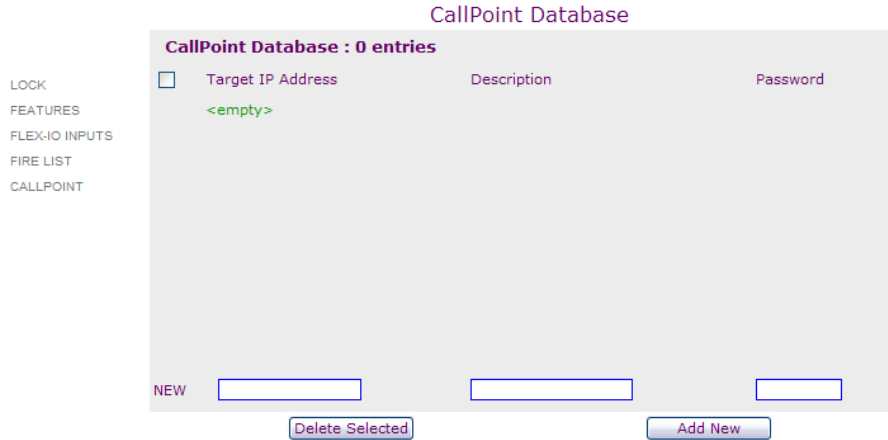 CallPoint Database
CallPoint Database : 0 entries
LOCK
FEATURES
FLEX-IO INPUTS
FIRE LIST
CALLPOINT
Target IP Address Description Password
<empty>
NEW
Delete Selected Add New